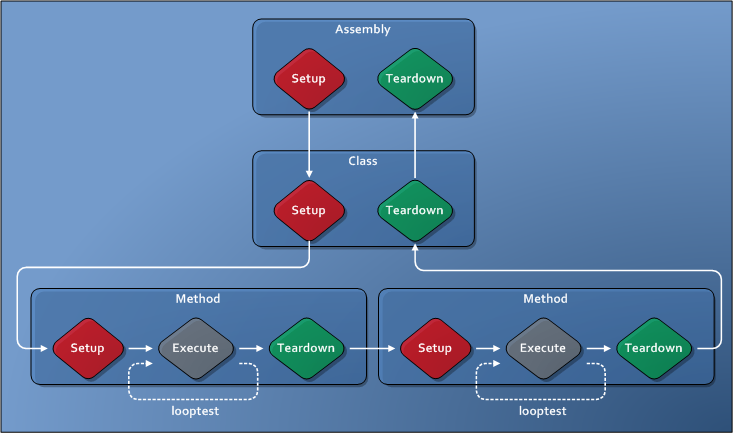 Assembly
Setup Teardown
Class
Setup Teardown
Method Method
Setup Execute Teardown Setup Execute Teardown
looptest looptest